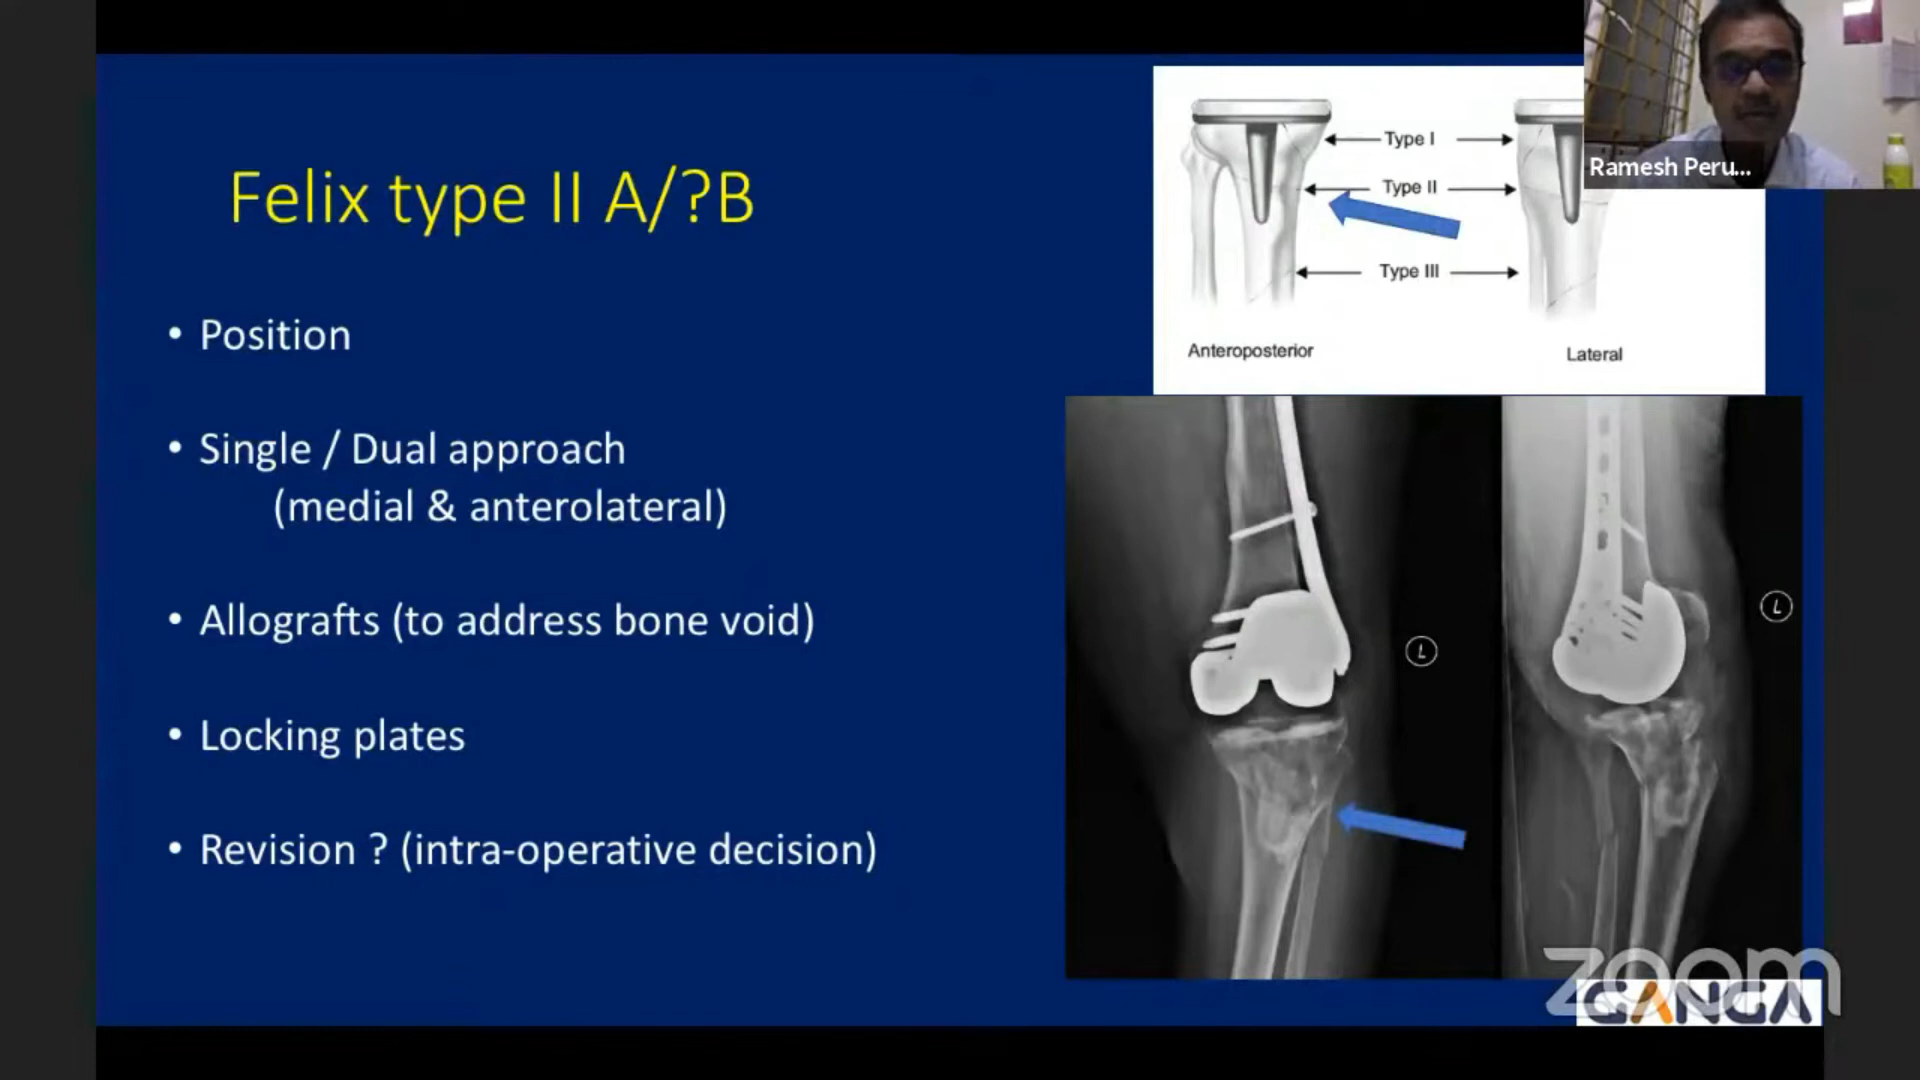 Felix type II A/?B
• Position
• Single / Dual approach
(medial & anterolateral)
• Allografts (to address bone void)
• Locking plates
• Revision ? (intra-operative decision)
Type I
Type II
Type III
Anteroposterior
Lateral
Ramesh Peru...
L
L
zoom
GANGA